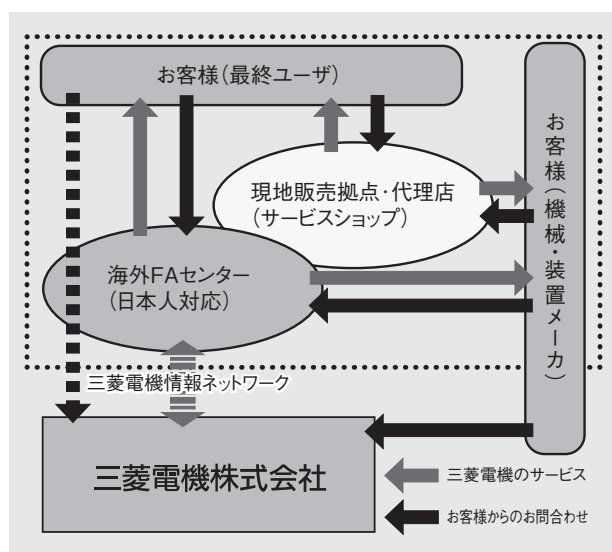 お客様（最終ユーザ）
現地販売拠点・代理店
（サービスショップ）
お客様（機械・装置メーカ）
海外FAセンター
（日本人対応）
三菱電機情報ネットワーク
三菱電機株式会社
三菱電機のサービス
お客様からのお問合わせ